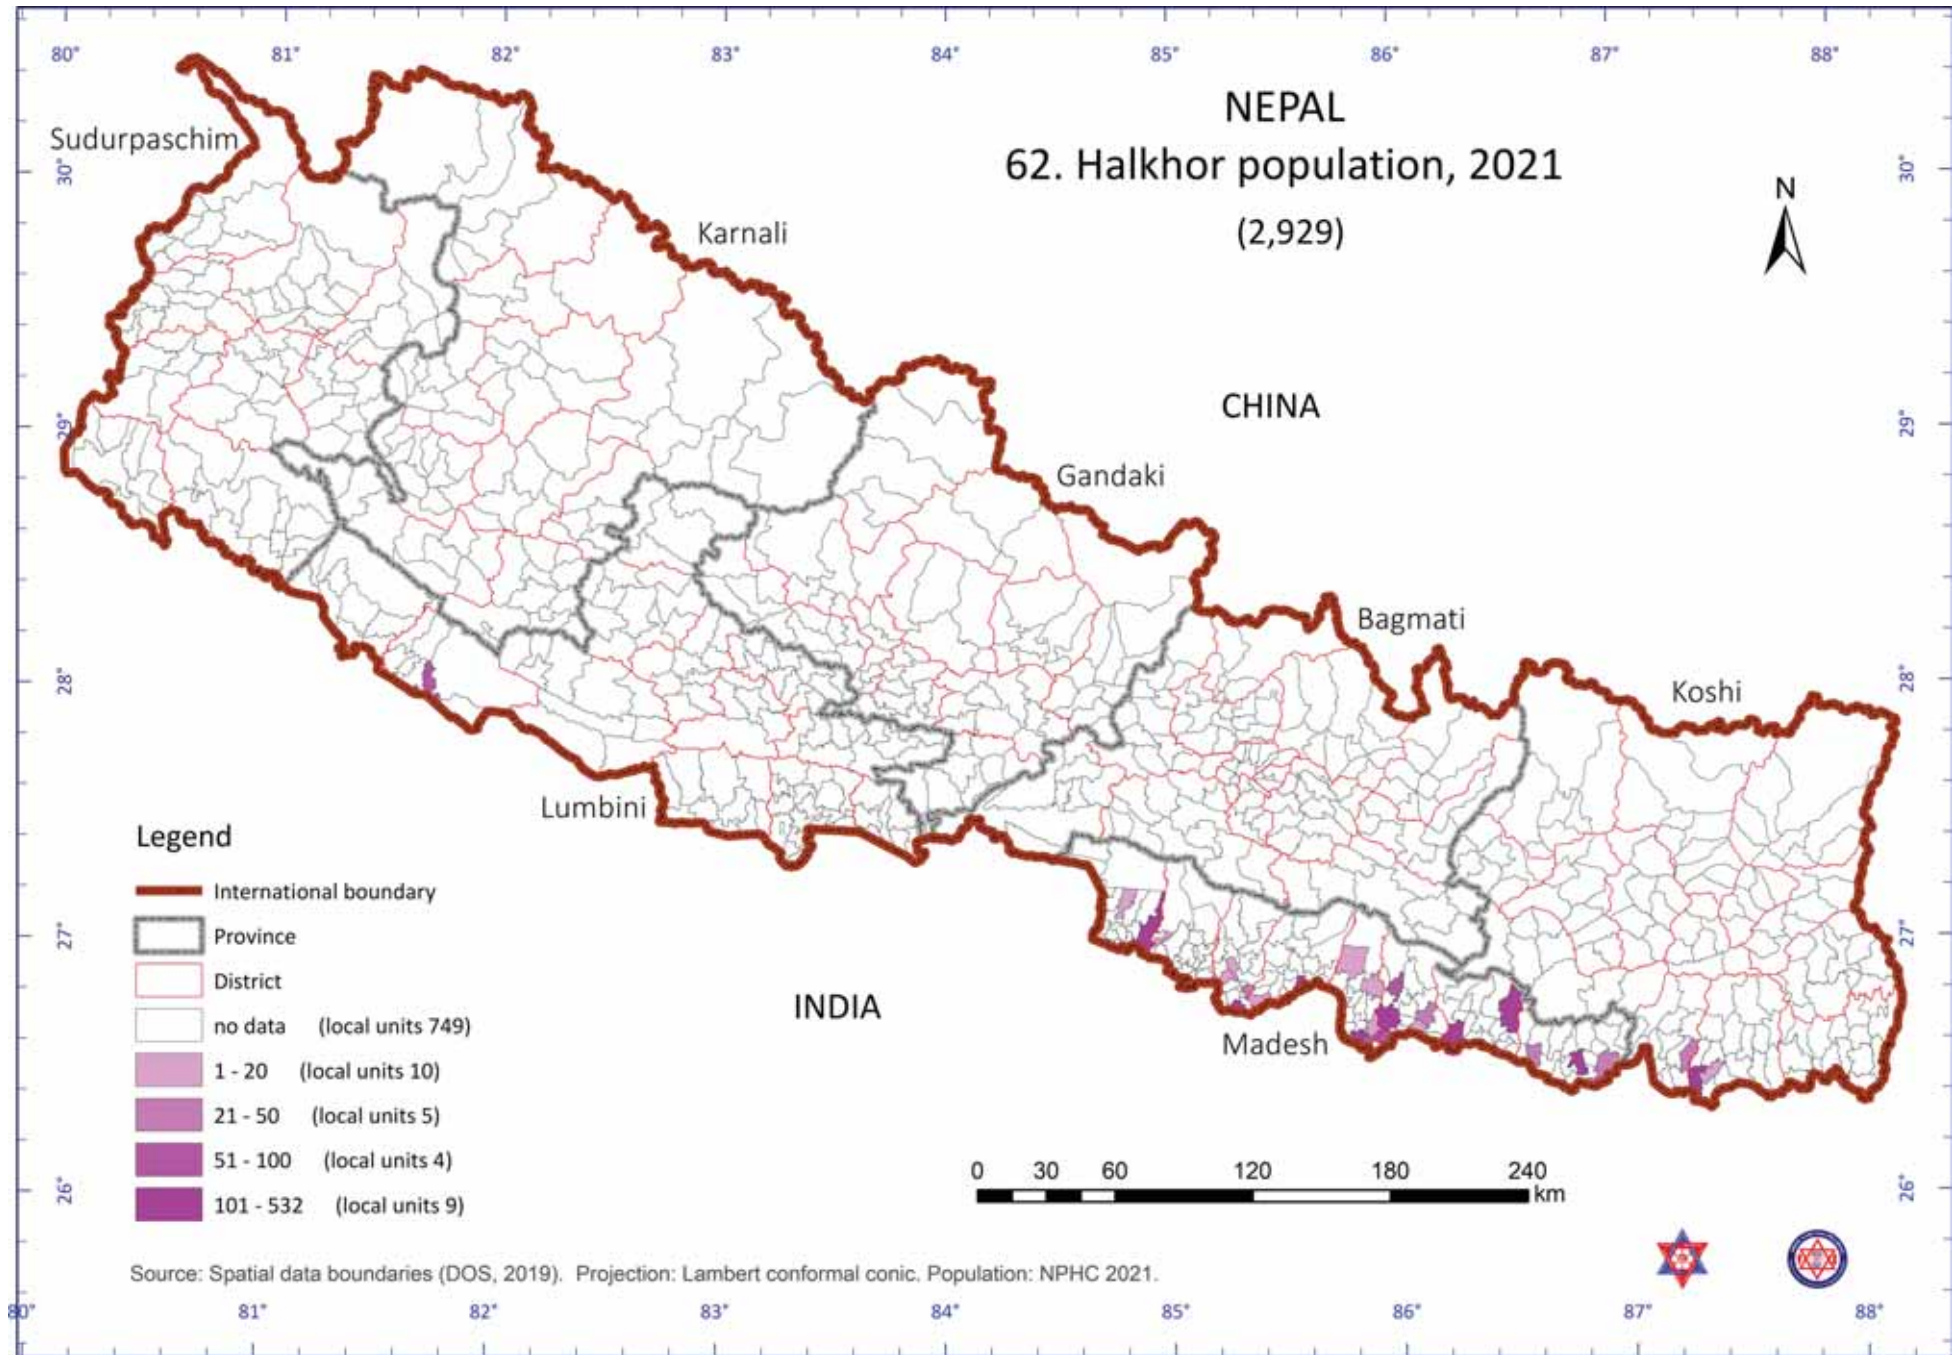 80° 81° 82° 83° 84° 85° 86° 87° 88°
NEPAL
62. Halkhor population, 2021
(2,929)
N
Sudurpaschim
30° 30°
Karnali
CHINA
29° 29°
Gandaki
Bagmati
28° 28°
Koshi
Lumbini
Legend
International boundary
Province
27° 27°
District
INDIA
no data (local units 749)
Madesh
1 - 20 (local units 10)
21 - 50 (local units 5)
51 - 100 (local units 4)
0 30 60 120 180 240
km
26° 26°
101 - 532 (local units 9)
Source: Spatial data boundaries (DOS, 2019). Projection: Lambert conformal conic. Population: NPHC 2021.
80° 81° 82° 83° 84° 85° 86° 87° 88°